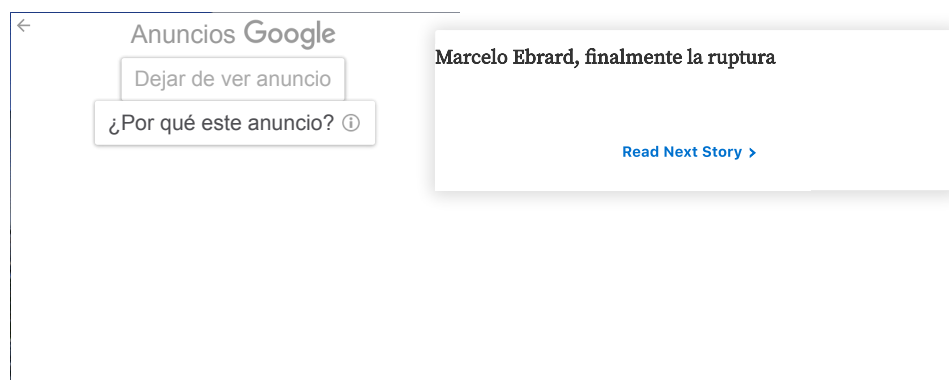 Anuncios Google
Dejar de ver anuncio
¿Por qué este anuncio?
Marcelo Ebrard, finalmente la ruptura
Read Next Story